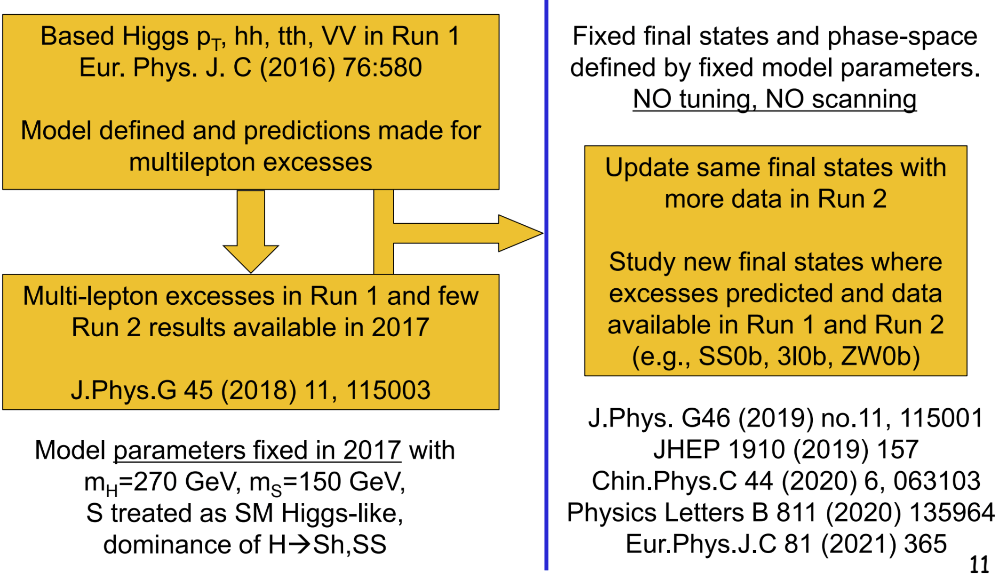 Based Higgs pT, hh, tth, VV in Run 1
Eur. Phys. J. C (2016) 76:580
Model defined and predictions made for
multilepton excesses
Multi-lepton excesses in Run 1 and few
Run 2 results available in 2017
J.Phys.G 45 (2018) 11, 115003
Model parameters fixed in 2017 with
mH=270 GeV, mS=150 GeV,
S treated as SM Higgs-like,
dominance of H→Sh,SS
Fixed final states and phase-space
defined by fixed model parameters.
NO tuning, NO scanning
Update same final states with
more data in Run 2
Study new final states where
excesses predicted and data
available in Run 1 and Run 2
(e.g., SS0b, 3l0b, ZW0b)
J.Phys. G46 (2019) no.11, 115001
JHEP 1910 (2019) 157
Chin.Phys.C 44 (2020) 6, 063103
Physics Letters B 811 (2020) 135964
Eur.Phys.J.C 81 (2021) 365
11